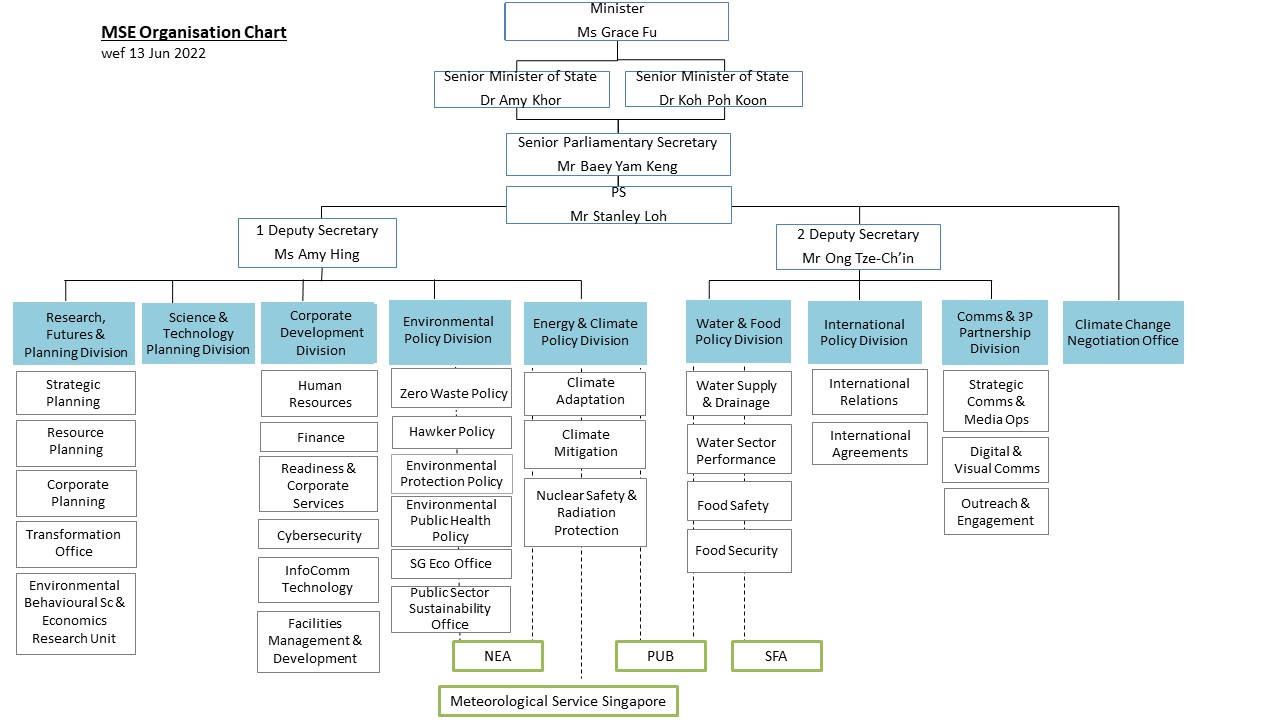 MSE Organisation Chart
wef 13 Jun 2022
Minister
Ms Grace Fu
Senior Minister of State
Dr Amy Khor
Senior Minister of State
Dr Koh Poh Koon
Senior Parliamentary Secretary
Mr Baey Yam Keng
PS
Mr Stanley Loh
1 Deputy Secretary
Ms Amy Hing
2 Deputy Secretary
Mr Ong Tze-Ch’in
Research,
Futures &
Planning Division
Strategic
Planning
Resource
Planning
Corporate
Planning
Transformation
Office
Environmental
Behavioural Sc &
Economics
Research Unit
Science &
Technology
Planning Division
Corporate
Development
Division
Human
Resources
Finance
Readiness &
Corporate
Services
Cybersecurity
InfoComm
Technology
Facilities
Management &
Development
Environmental
Policy Division
Zero Waste Policy
Hawker Policy
Environmental
Protection Policy
Environmental
Public Health
Policy
SG Eco Office
Public Sector
Sustainability
Office
Energy & Climate
Policy Division
Climate
Adaptation
Climate
Mitigation
Nuclear Safety &
Radiation
Protection
Water & Food
Policy Division
Water Supply
& Drainage
Water Sector
Performance
Food Safety
Food Security
International
Policy Division
International
Relations
International
Agreements
Comms & 3P
Partnership
Division
Strategic
Comms &
Media Ops
Digital &
Visual Comms
Outreach &
Engagement
Climate Change
Negotiation Office
NEA
PUB
SFA
Meteorological Service Singapore